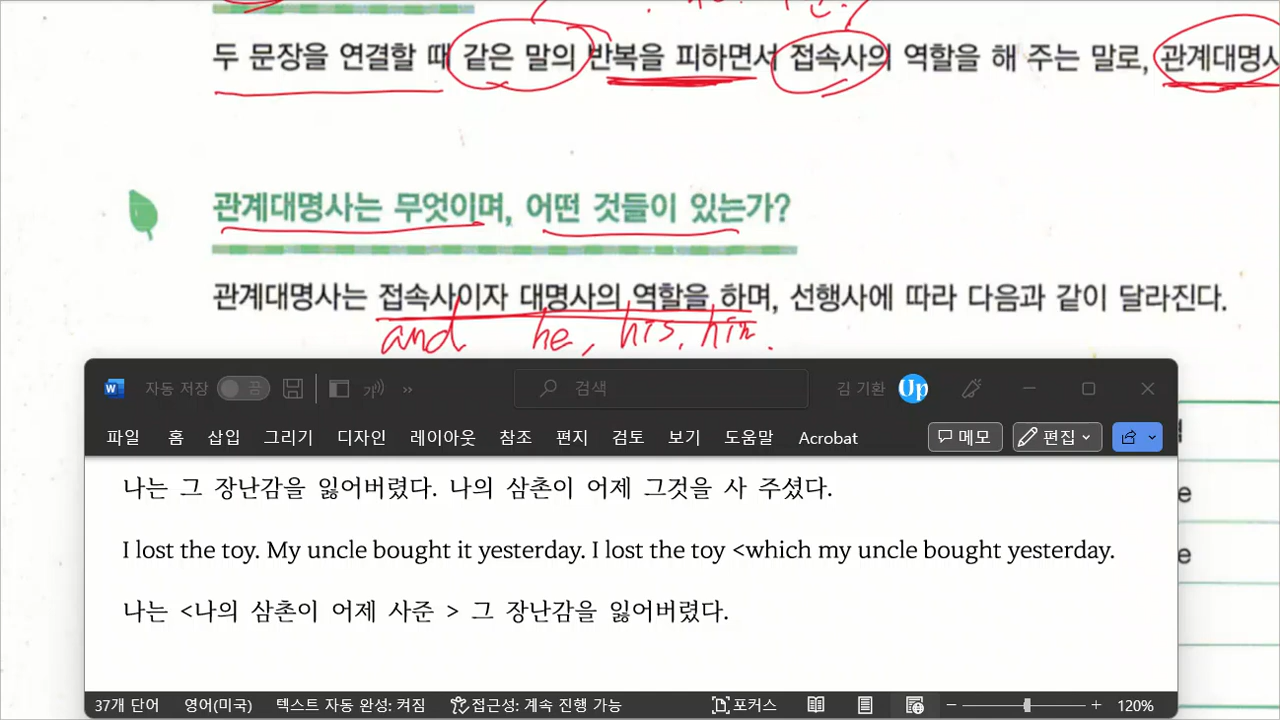 두 문장을 연결할 때 같은 말의 반복을 피하면서 접속사의 역할을 해 주는 말로, 관계대명사
관계대명사는 무엇이며, 어떤 것들이 있는가?
관계대명사는 접속사이자 대명사의 역할을 하며, 선행사에 따라 다음과 같이 달라진다.
and he, his, him.
자동 저장 끔 가)) » 검색 김 기환 Up
파일 홈 삽입 그리기 디자인 레이아웃 참조 편지 검토 보기 도움말 Acrobat 메모 편집
나는 그 장난감을 잃어버렸다. 나의 삼촌이 어제 그것을 사 주셨다.
I lost the toy. My uncle bought it yesterday. I lost the toy <which my uncle bought yesterday.
나는 <나의 삼촌이 어제 사준 > 그 장난감을 잃어버렸다.
37개 단어 영어(미국) 텍스트 자동 완성: 켜짐 접근성: 계속 진행 가능 포커스 120%